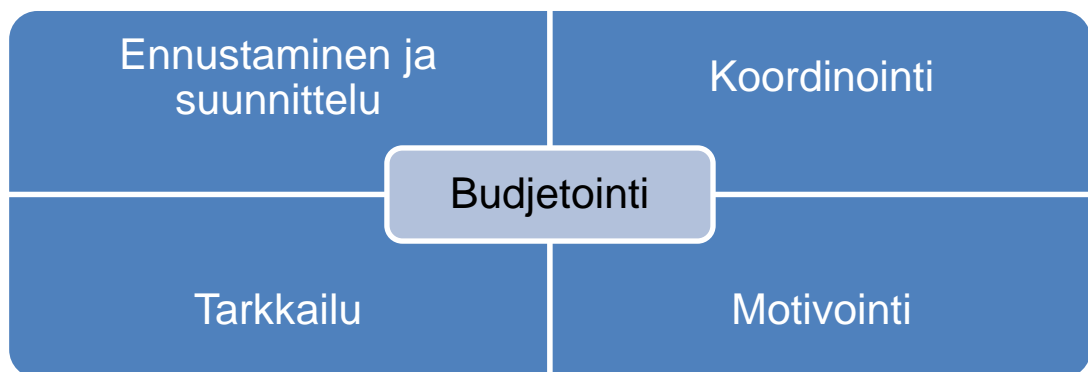 Ennustaminen ja
suunnittelu
Koordinointi
Budjetointi
Tarkkailu
Motivointi